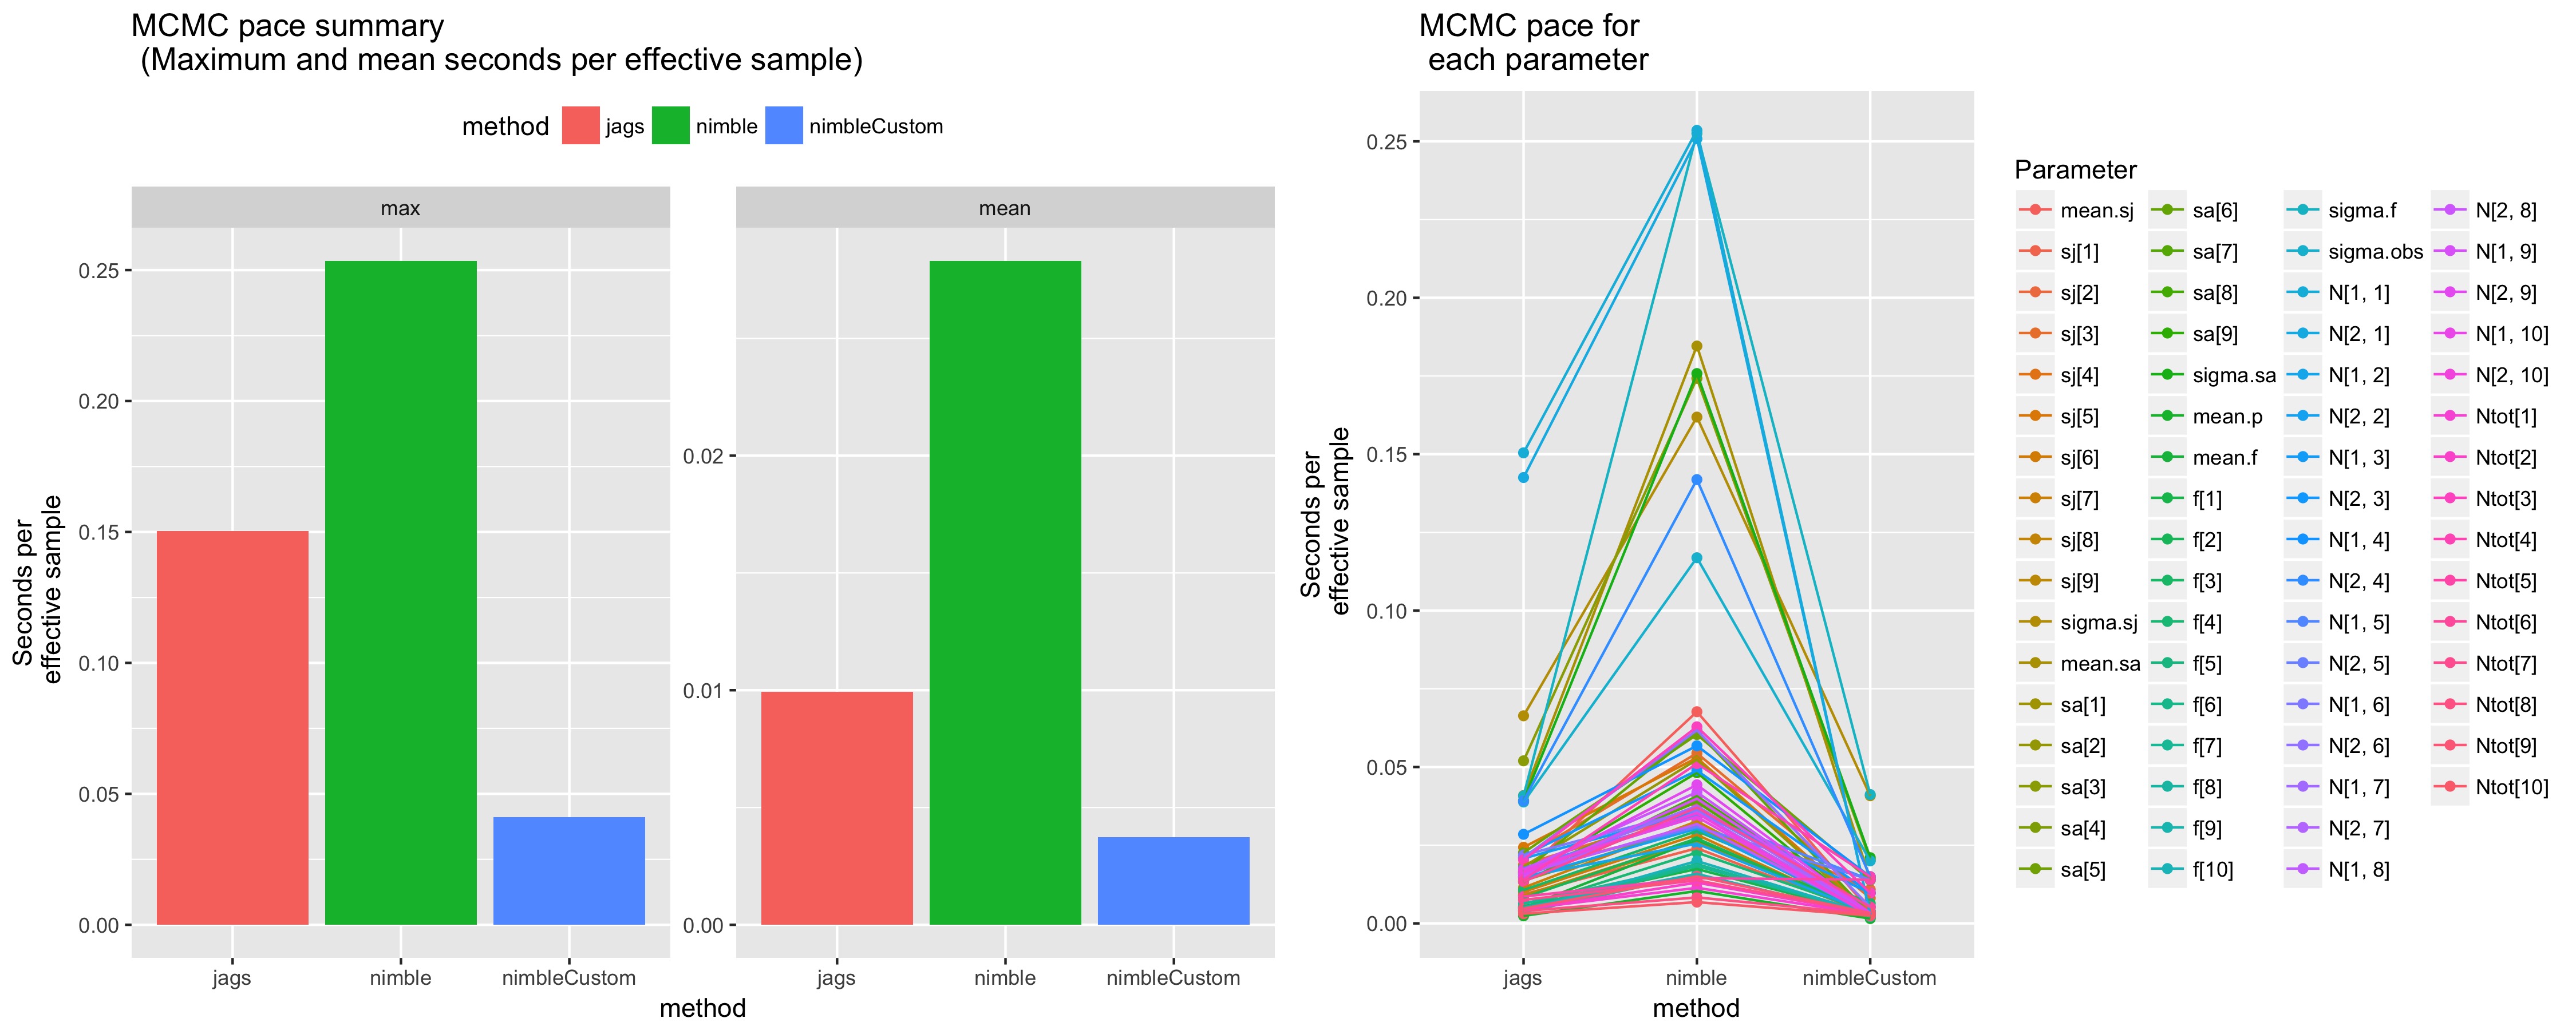 MCMC pace summary
(Maximum and mean seconds per effective sample)
method jags nimble nimbleCustom
max
mean
Seconds per
effective sample
0.25
0.20
0.15
0.10
0.05
0.00
0.02
0.01
0.00
jags nimble nimbleCustom
jags nimble nimbleCustom
method
MCMC pace for
each parameter
Seconds per
effective sample
0.25
0.20
0.15
0.10
0.05
0.00
jags nimble nimbleCustom
method
Parameter
mean.sj
sj[1]
sj[2]
sj[3]
sj[4]
sj[5]
sj[6]
sj[7]
sj[8]
sj[9]
sigma.sj
mean.sa
sa[1]
sa[2]
sa[3]
sa[4]
sa[5]
sa[6]
sa[7]
sa[8]
sa[9]
sigma.sa
mean.p
mean.f
f[1]
f[2]
f[3]
f[4]
f[5]
f[6]
f[7]
f[8]
f[9]
f[10]
sigma.f
sigma.obs
N[1, 1]
N[2, 1]
N[1, 2]
N[2, 2]
N[1, 3]
N[2, 3]
N[1, 4]
N[2, 4]
N[1, 5]
N[2, 5]
N[1, 6]
N[2, 6]
N[1, 7]
N[2, 7]
N[1, 8]
N[2, 8]
N[1, 9]
N[2, 9]
N[1, 10]
N[2, 10]
Ntot[1]
Ntot[2]
Ntot[3]
Ntot[4]
Ntot[5]
Ntot[6]
Ntot[7]
Ntot[8]
Ntot[9]
Ntot[10]